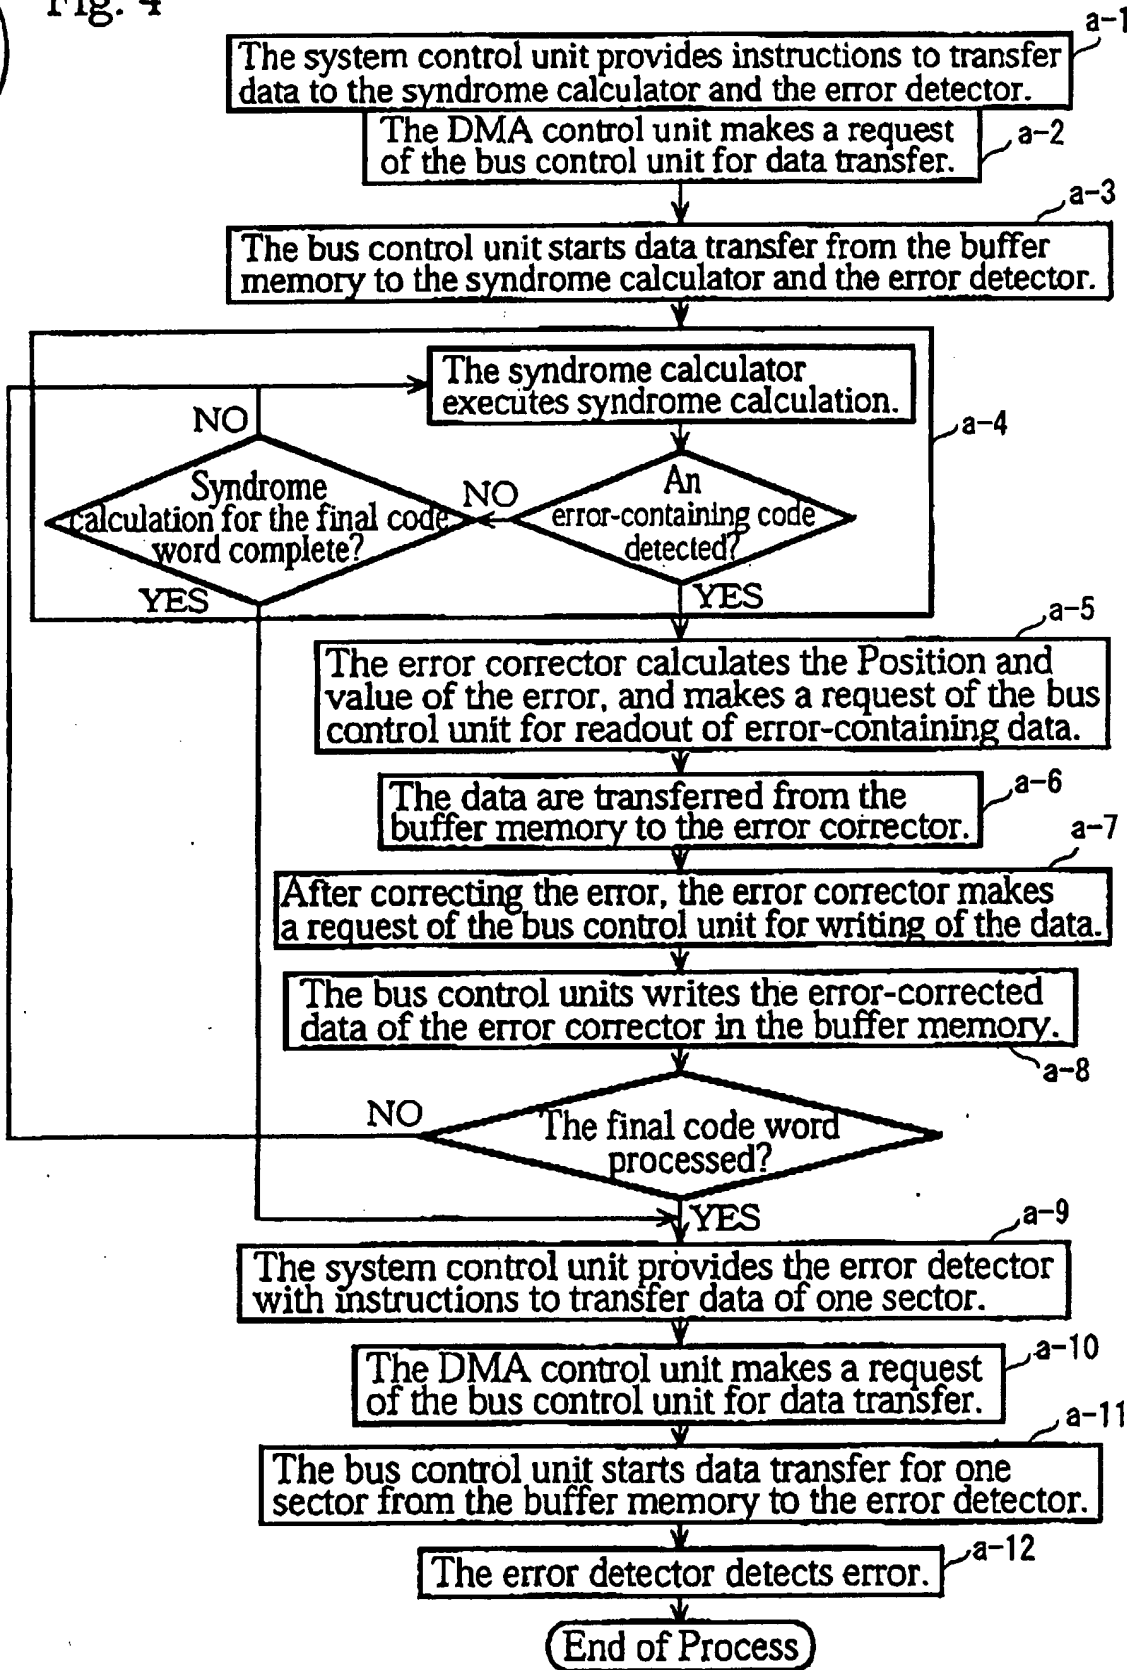 Fig. 4
a-1
The system control unit provides instructions to transfer
data to the syndrome calculator and the error detector.
The DMA control unit makes a request
of the bus control unit for data transfer.
a-2
a-3
The bus control unit starts data transfer from the buffer
memory to the syndrome calculator and the error detector.
The syndrome calculator
executes syndrome calculation.
a-4
NO
Syndrome
calculation for the final code
word complete?
NO
An
error-containing code
detected?
YES
YES
a-5
The error corrector calculates the Position and
value of the error, and makes a request of the bus
control unit for readout of error-containing data.
a-6
The data are transferred from the
buffer memory to the error corrector.
a-7
After correcting the error, the error corrector makes
a request of the bus control unit for writing of the data.
The bus control units writes the error-corrected
data of the error corrector in the buffer memory.
a-8
NO
The final code word
processed?
YES
a-9
The system control unit provides the error detector
with instructions to transfer data of one sector.
a-10
The DMA control unit makes a request
of the bus control unit for data transfer.
a-11
The bus control unit starts data transfer for one
sector from the buffer memory to the error detector.
a-12
The error detector detects error.
End of Process